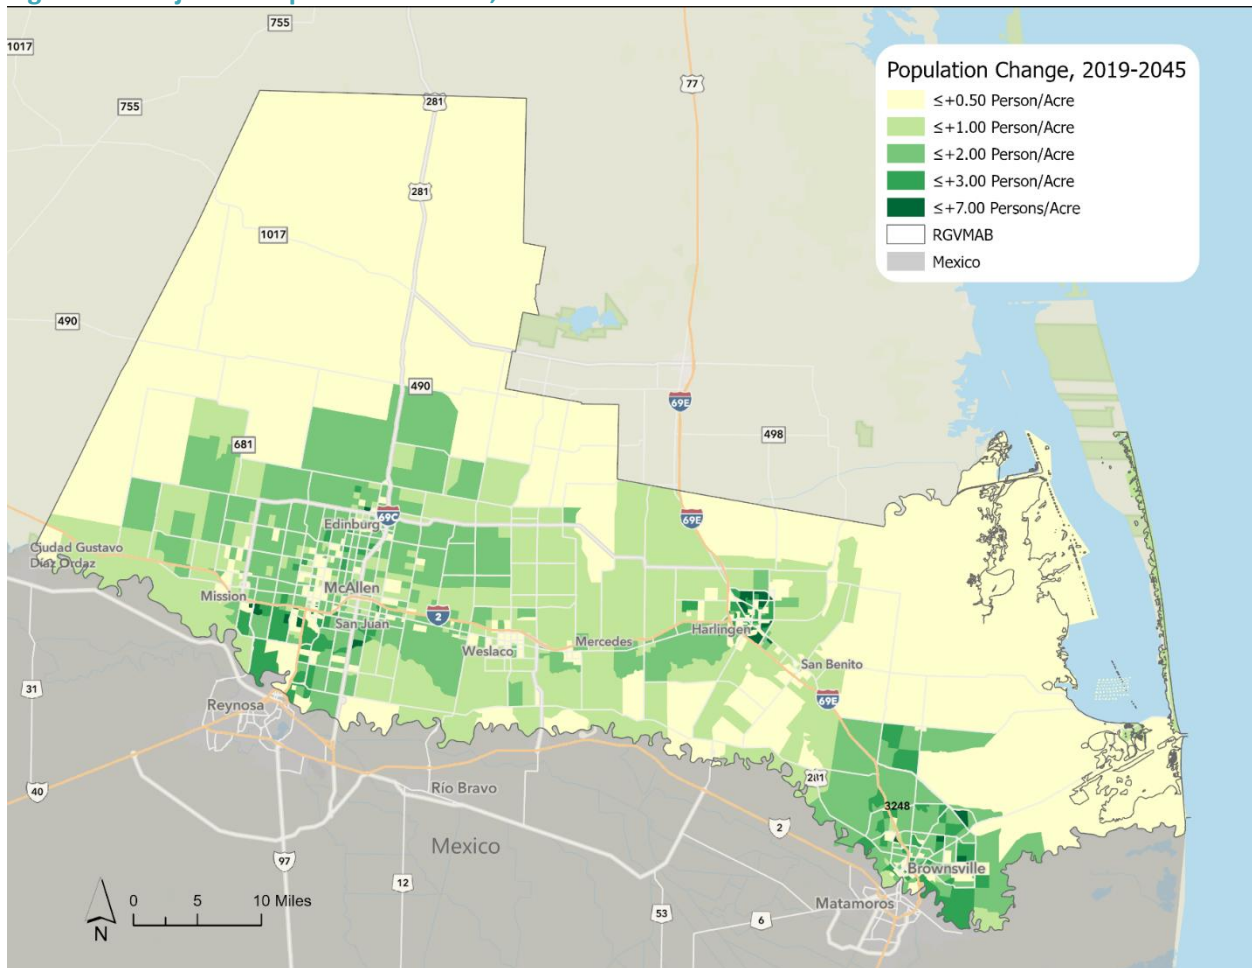 755
1017
755
281
77
281
1017
490
490
69E
498
681
69E
69C
Edinburg
Ciudad Gustavo
Díaz Ordaz
Mission
McAllen
San Juan
2
Weslaco
Mercedes
Harlingen
San Benito
69E
31
Reynosa
281
40
Río Bravo
3248
2
Mexico
97
12
Brownsville
Matamoros
53
6
0 5 10 Miles
N
Population Change, 2019-2045
≤+0.50 Person/Acre
≤+1.00 Person/Acre
≤+2.00 Person/Acre
≤+3.00 Person/Acre
≤+7.00 Persons/Acre
RGVMAB
Mexico